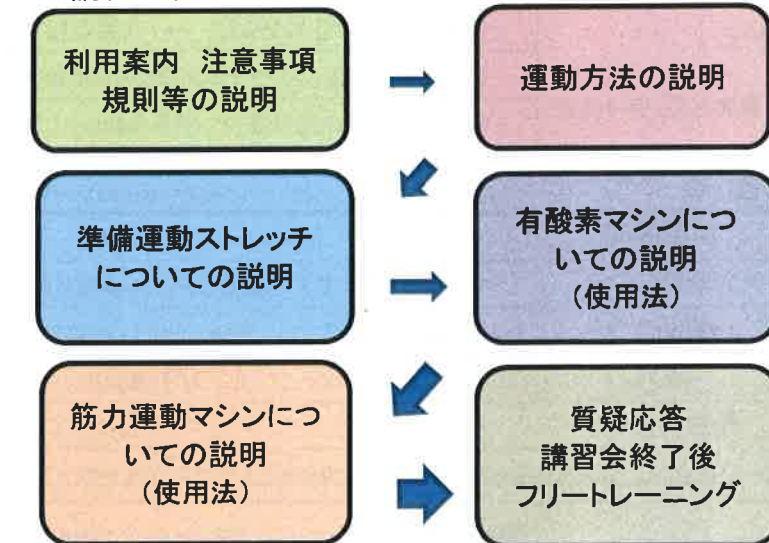 利用案内 注意事項
規則等の説明
運動方法の説明
準備運動ストレッチ
についての説明
有酸素マシンにつ
いての説明
（使用法）
筋力運動マシンにつ
いての説明
（使用法）
質疑応答
講習会終了後
フリートレーニング